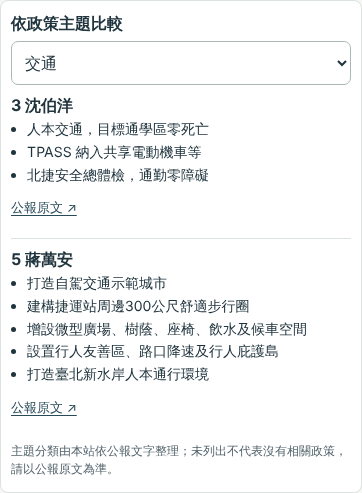 依政策主題比較
交通
3 沈伯洋
人本交通，目標通學區零死亡
TPASS 納入共享電動機車等
北捷安全總體檢，通勤零障礙
公報原文 ↗
5 蔣萬安
打造自駕交通示範城市
建構捷運站周邊300公尺舒適步行圈
增設微型廣場、樹蔭、座椅、飲水及候車空間
設置行人友善區、路口降速及行人庇護島
打造臺北新水岸人本通行環境
公報原文 ↗
主題分類由本站依公報文字整理；未列出不代表沒有相關政策，
請以公報原文為準。